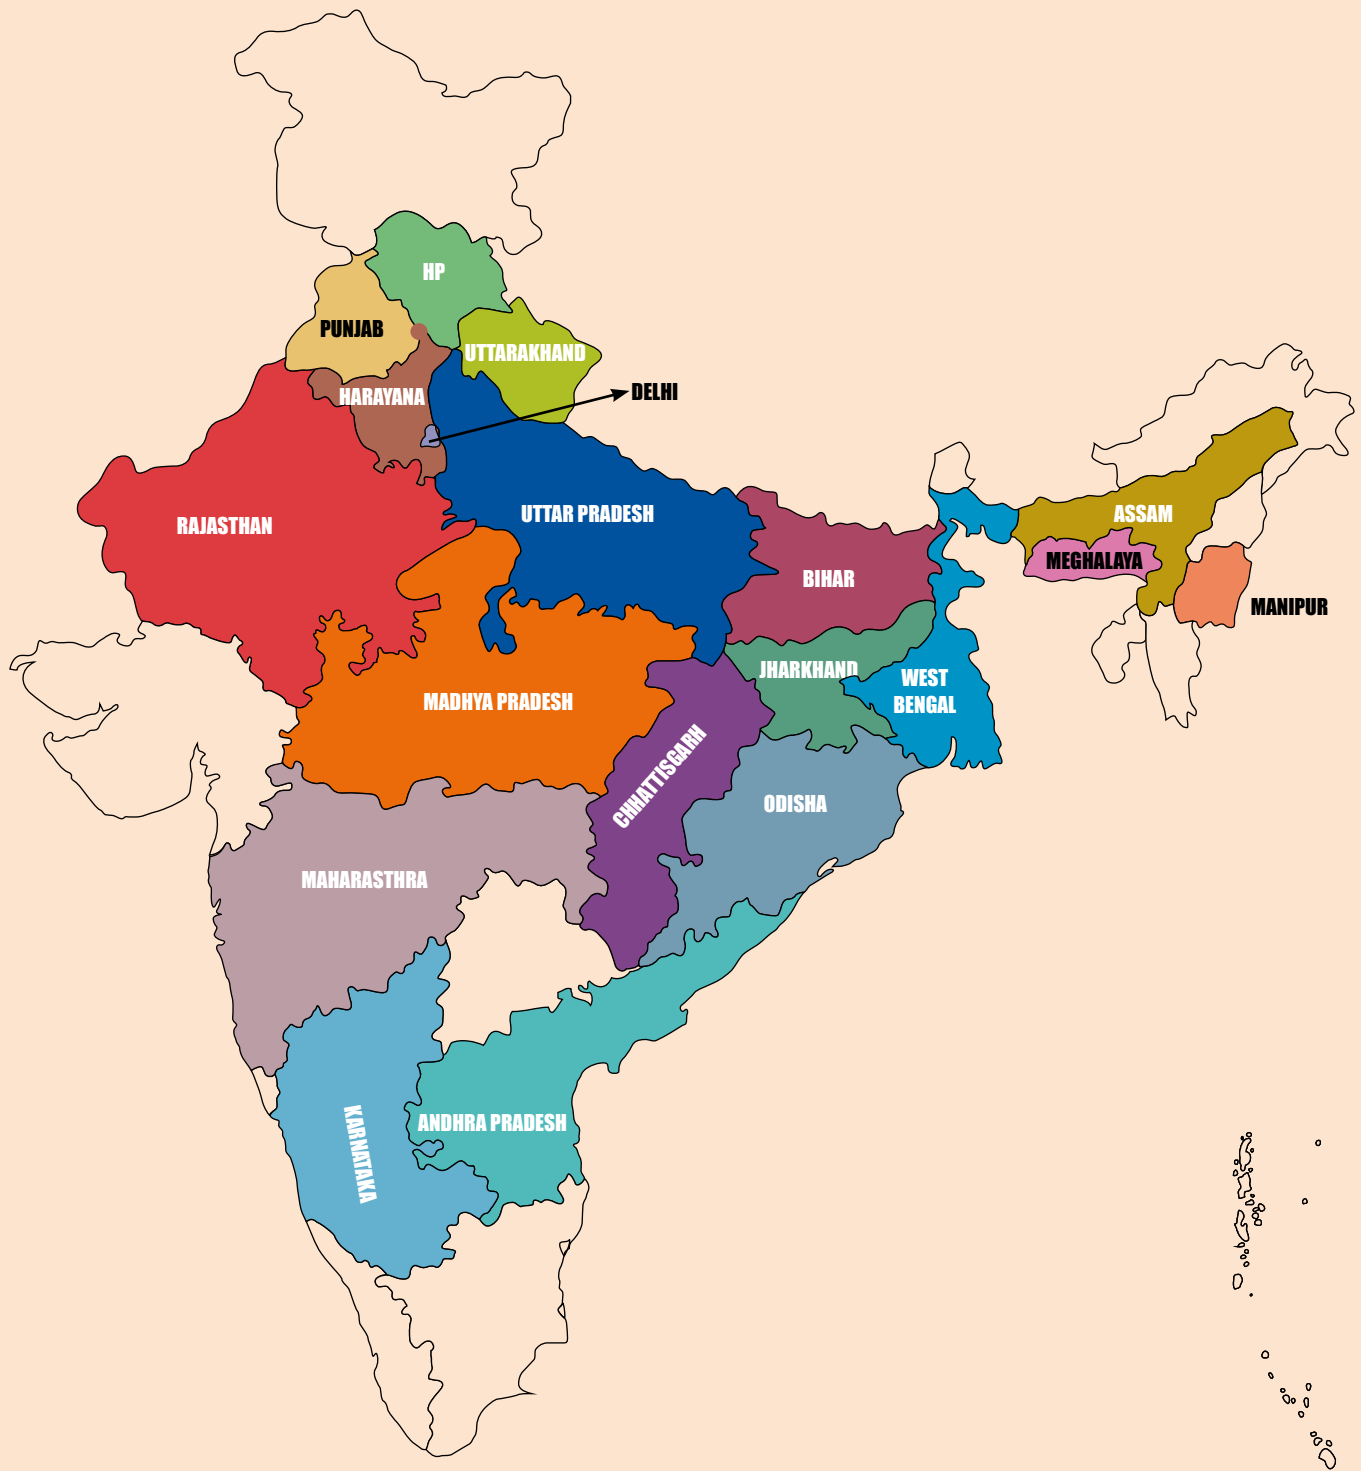 HP
PUNJAB
UTTARAKHAND
HARAYANA
DELHI
RAJASTHAN
UTTAR PRADESH
ASSAM
MEGHALAYA
BIHAR
MANIPUR
JHARKHAND
WEST
BENGAL
MADHYA PRADESH
CHHATTISGARH
ODISHA
MAHARASTHRA
KARNATAKA
ANDHRA PRADESH